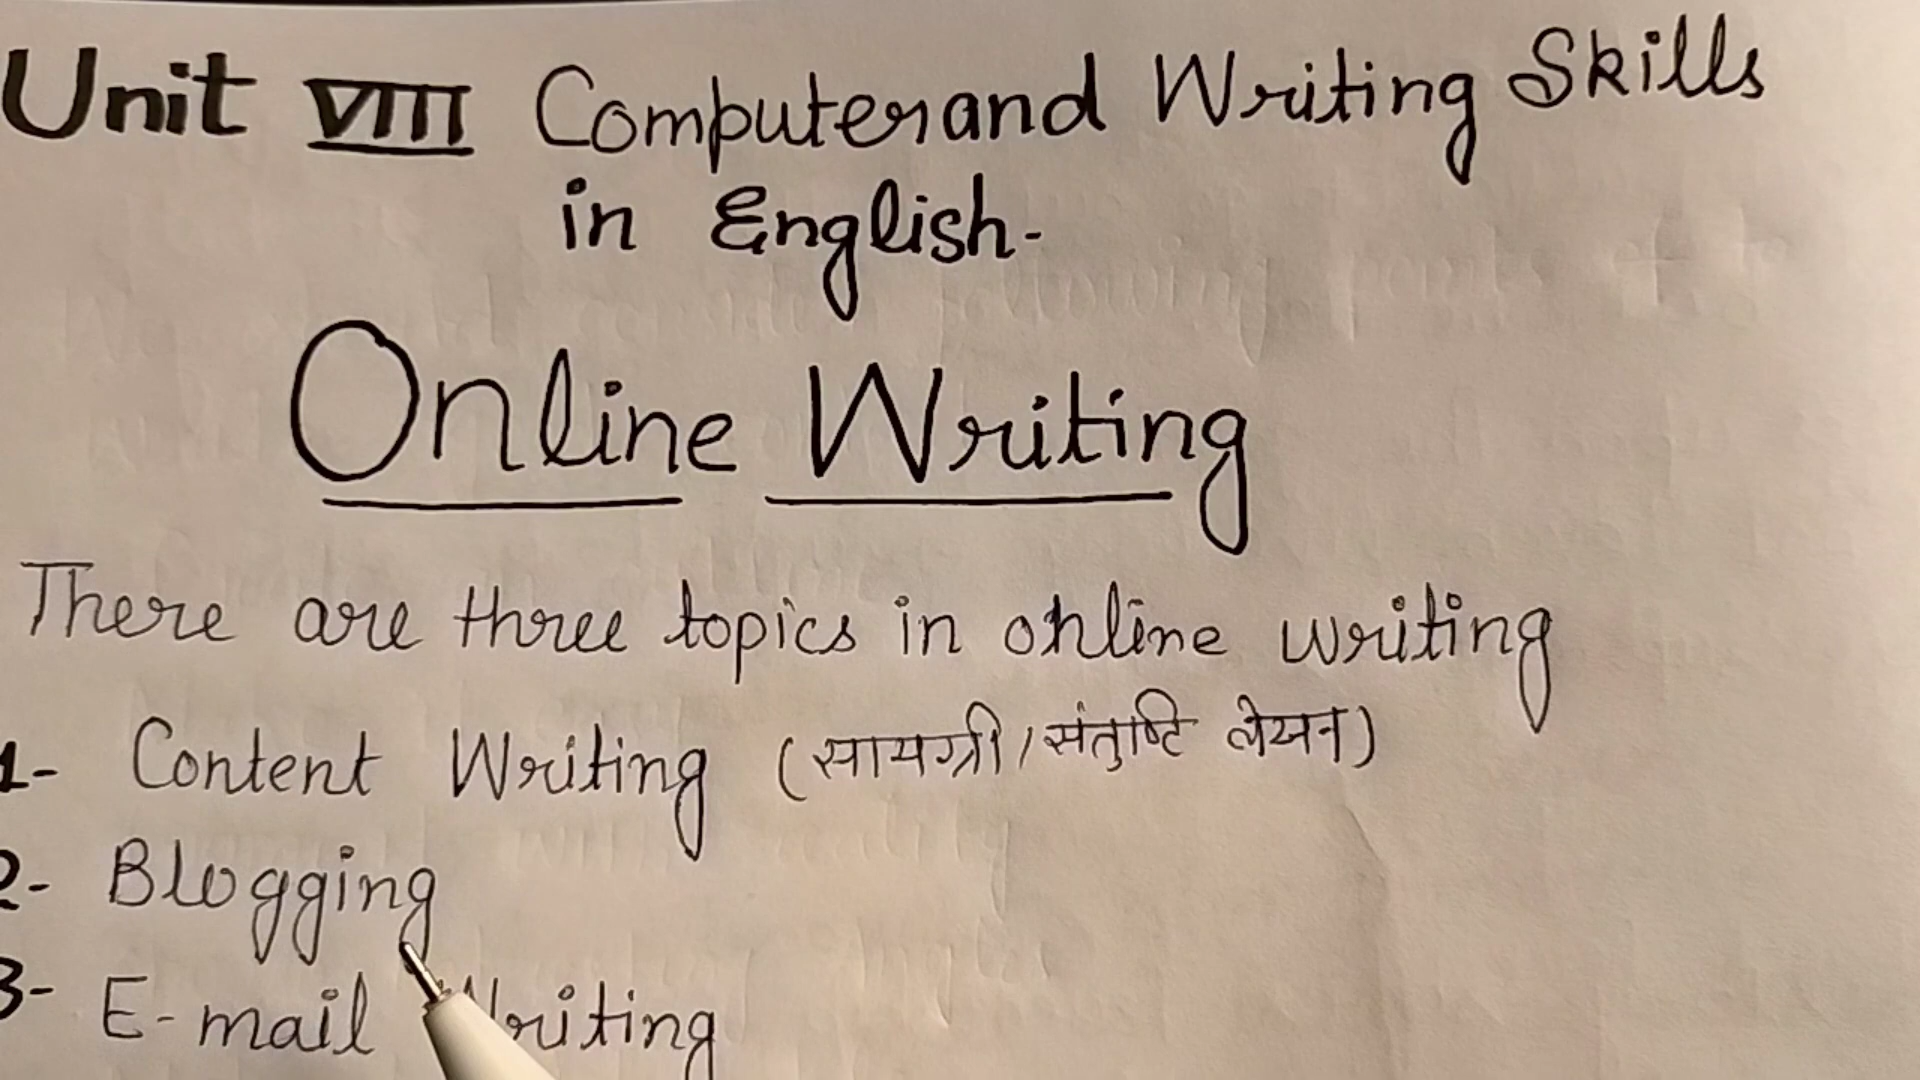 Unit VIII Computer and Writing Skills
in English-
Online Writing
There are three topics in online writing
1- Content Writing (सामग्री/संतुष्टि लेखन)
2- Blogging
3- E-mail Writing